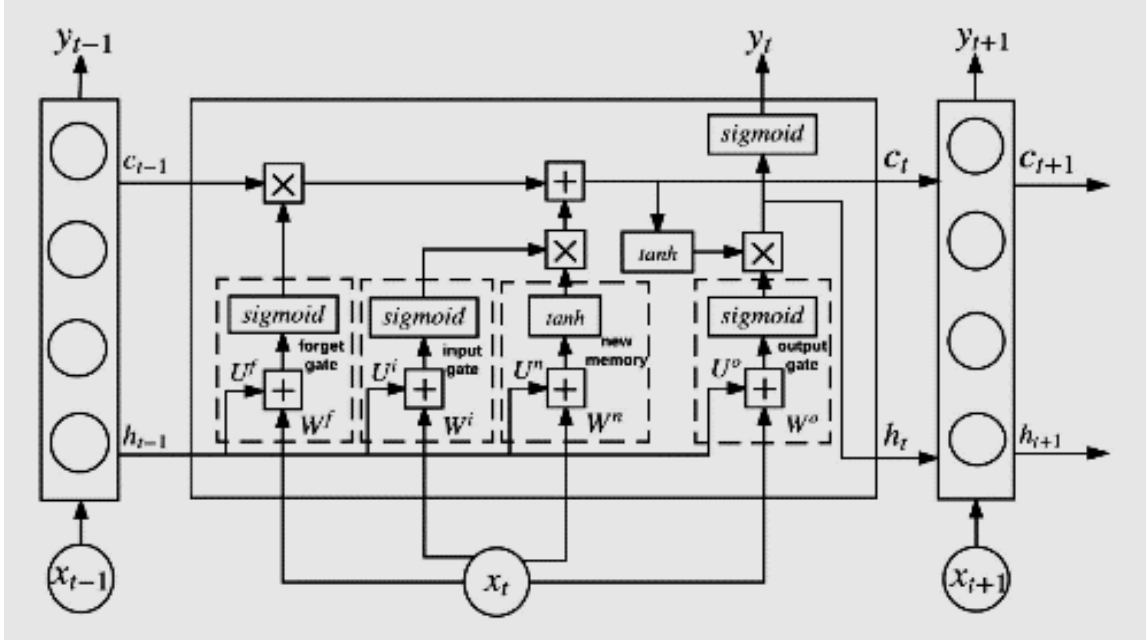 y_{t-1} y_t y_{t+1}
sigmoid
c_{t-1} × + c_t c_{t+1}
×
tanh ×
sigmoid sigmoid tanh sigmoid
forget gate input gate new memory output gate
U^f + U^i + U^n + U^o +
W^f W^i W^n W^o
h_{t-1} h_t h_{i+1}
x_{t-1} x_t x_{i+1}